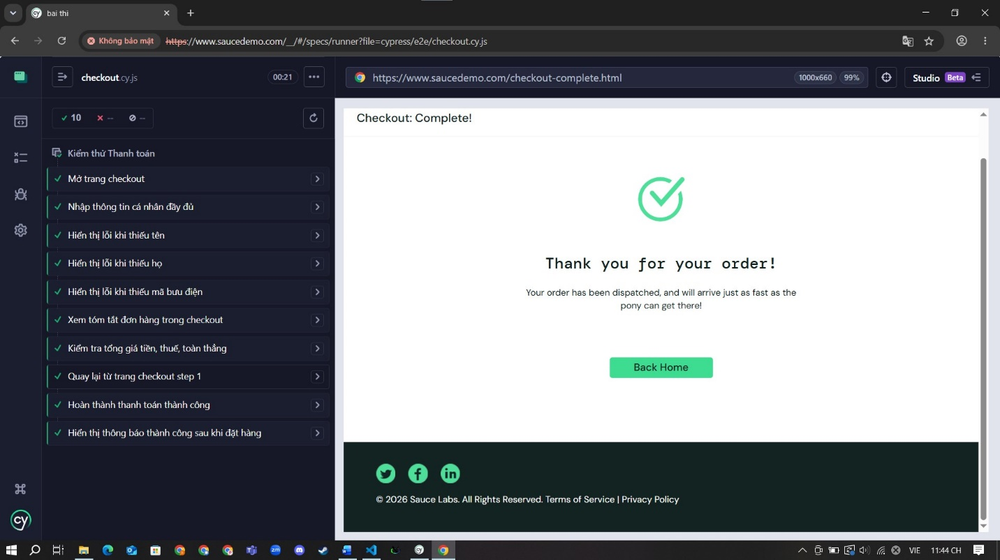 bai thi
Không bảo mật
https://www.saucedemo.com/__/#/specs/runner?file=cypress/e2e/checkout.cy.js
checkout.cy.js
00:21
https://www.saucedemo.com/checkout-complete.html
1000x660
99%
Studio
Beta
10
--
--
Kiểm thử Thanh toán
Mở trang checkout
Nhập thông tin cá nhân đầy đủ
Hiển thị lỗi khi thiếu tên
Hiển thị lỗi khi thiếu họ
Hiển thị lỗi khi thiếu mã bưu điện
Xem tóm tắt đơn hàng trong checkout
Kiểm tra tổng giá tiền, thuế, toàn thẳng
Quay lại từ trang checkout step 1
Hoàn thành thanh toán thành công
Hiển thị thông báo thành công sau khi đặt hàng
cy
Checkout: Complete!
Thank you for your order!
Your order has been dispatched, and will arrive just as fast as the
pony can get there!
Back Home
© 2026 Sauce Labs. All Rights Reserved. Terms of Service | Privacy Policy
VIE
11:44 CH